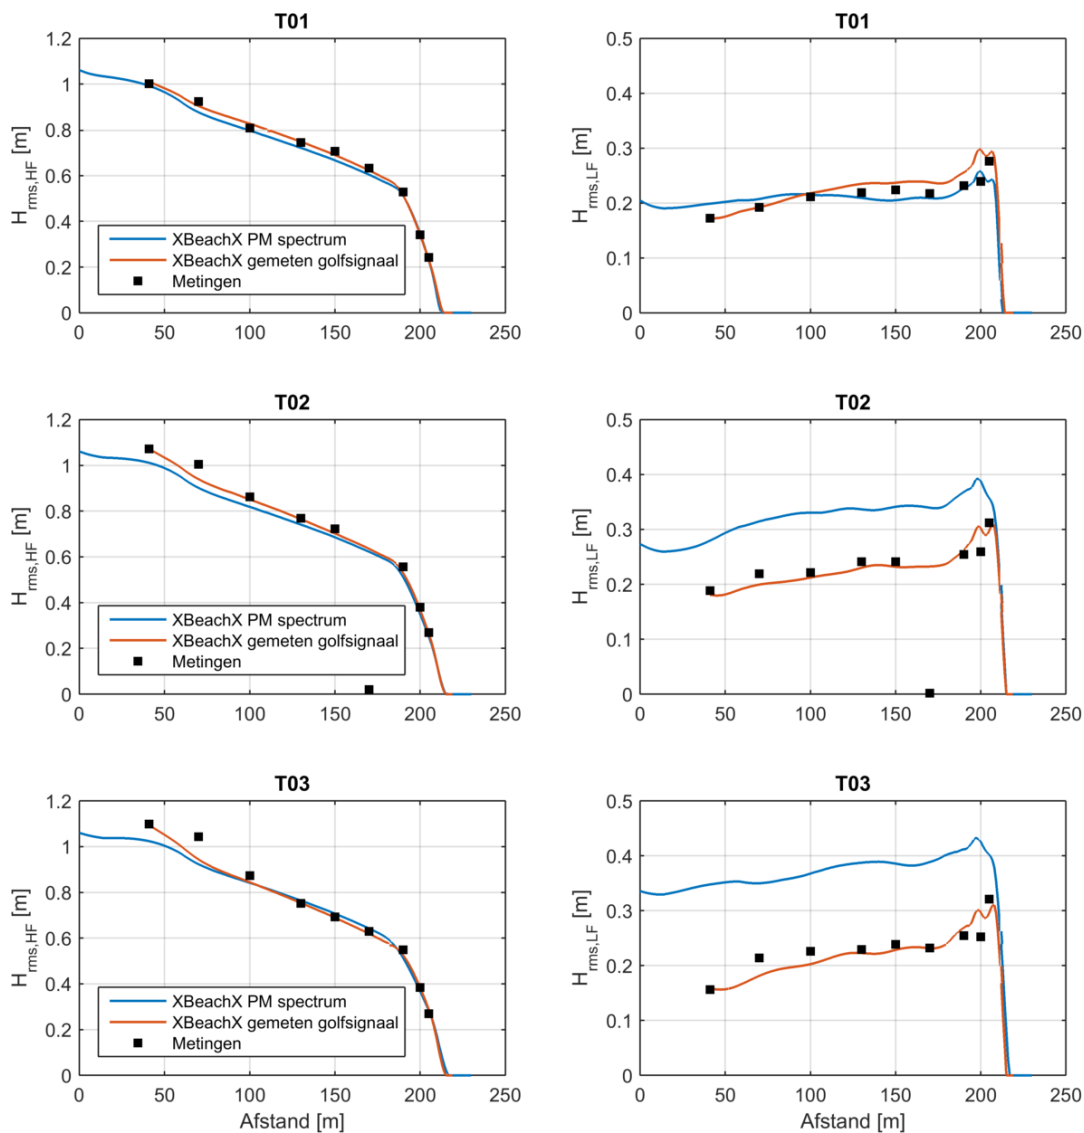 T01
H_rms,HF [m]
1.2
1
0.8
0.6
0.4
0.2
0
XBeachX PM spectrum
XBeachX gemeten golfsignaal
Metingen
0 50 100 150 200 250
T01
H_rms,LF [m]
0.5
0.4
0.3
0.2
0.1
0
0 50 100 150 200 250
T02
H_rms,HF [m]
1.2
1
0.8
0.6
0.4
0.2
0
XBeachX PM spectrum
XBeachX gemeten golfsignaal
Metingen
0 50 100 150 200 250
T02
H_rms,LF [m]
0.5
0.4
0.3
0.2
0.1
0
0 50 100 150 200 250
T03
H_rms,HF [m]
1.2
1
0.8
0.6
0.4
0.2
0
XBeachX PM spectrum
XBeachX gemeten golfsignaal
Metingen
0 50 100 150 200 250
Afstand [m]
T03
H_rms,LF [m]
0.5
0.4
0.3
0.2
0.1
0
0 50 100 150 200 250
Afstand [m]